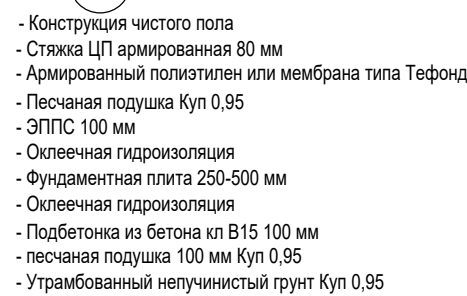 - Конструкция чистого пола
- Стяжка ЦП армированная 80 мм
- Армированный полиэтилен или мембрана типа Тефонд
- Песчаная подушка Куп 0,95
- ЭППС 100 мм
- Оклеечная гидроизоляция
- Фундаментная плита 250-500 мм
- Оклеечная гидроизоляция
- Подбетонка из бетона кл В15 100 мм
- песчаная подушка 100 мм Куп 0,95
- Утрамбованный непучинистый грунт Куп 0,95